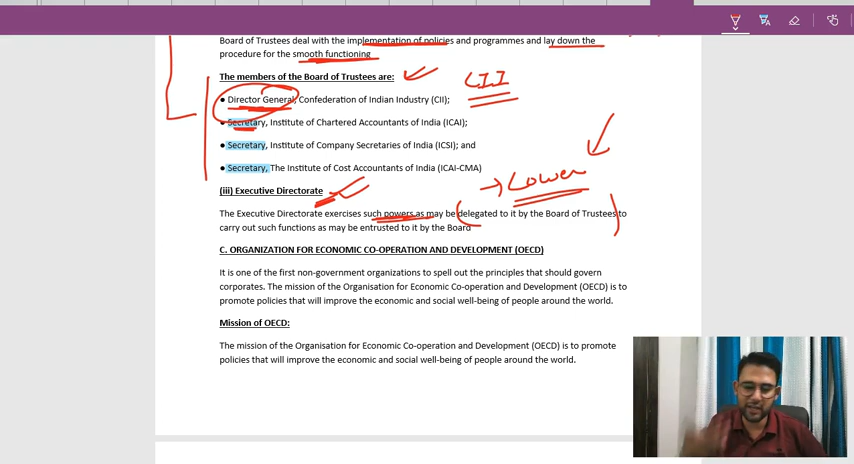 Board of Trustees deal with the implementation of policies and programmes and lay down the
procedure for the smooth functioning
The members of the Board of Trustees are:
CII
● Director General, Confederation of Indian Industry (CII);
● Secretary, Institute of Chartered Accountants of India (ICAI);
● Secretary, Institute of Company Secretaries of India (ICSI); and
● Secretary, The Institute of Cost Accountants of India (ICAI-CMA)
→ Lower
(iii) Executive Directorate
The Executive Directorate exercises such powers as may be delegated to it by the Board of Trustees to
carry out such functions as may be entrusted to it by the Board
C. ORGANIZATION FOR ECONOMIC CO-OPERATION AND DEVELOPMENT (OECD)
It is one of the first non-government organizations to spell out the principles that should govern
corporates. The mission of the Organisation for Economic Co-operation and Development (OECD) is to
promote policies that will improve the economic and social well-being of people around the world.
Mission of OECD:
The mission of the Organisation for Economic Co-operation and Development (OECD) is to promote
policies that will improve the economic and social well-being of people around the world.